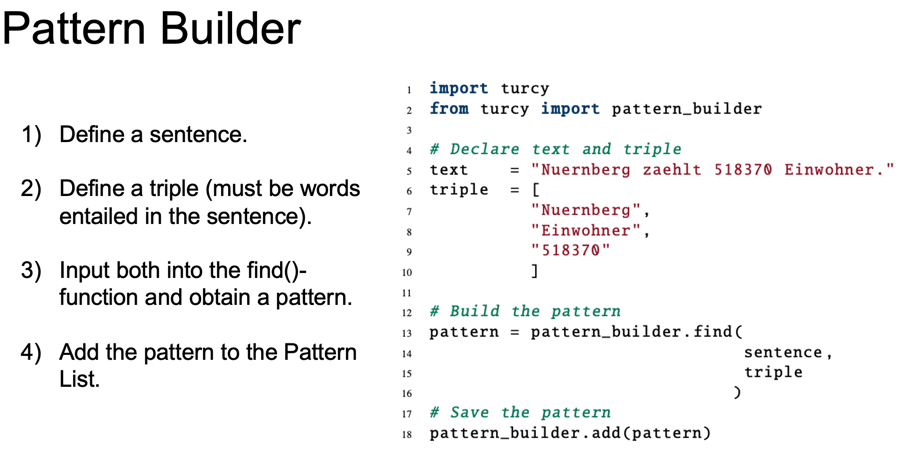 Pattern Builder
1) Define a sentence.
2) Define a triple (must be words
entailed in the sentence).
3) Input both into the find()-
function and obtain a pattern.
4) Add the pattern to the Pattern
List.
1 import turcy
2 from turcy import pattern_builder
3
4 # Declare text and triple
5 text = "Nuernberg zaehlt 518370 Einwohner."
6 triple = [
7 "Nuernberg",
8 "Einwohner",
9 "518370"
10 ]
11
12 # Build the pattern
13 pattern = pattern_builder.find(
14 sentence,
15 triple
16 )
17 # Save the pattern
18 pattern_builder.add(pattern)